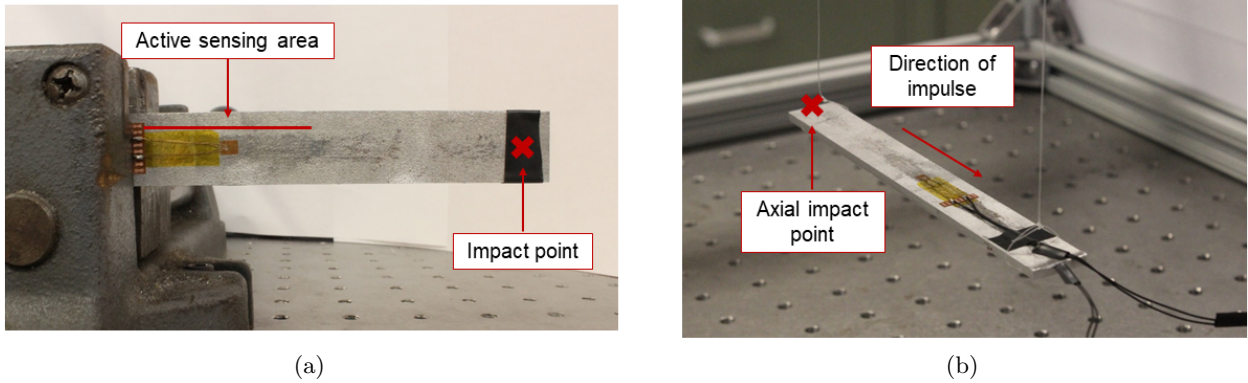 Active sensing area
Impact point
Direction of
impulse
Axial impact
point
(a)
(b)